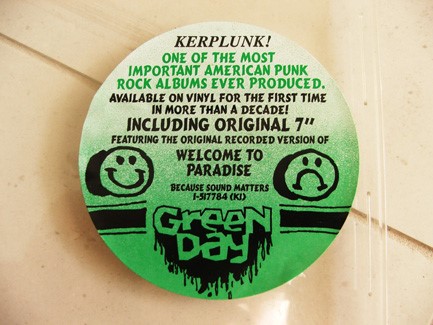 KERPLUNK!
ONE OF THE MOST
IMPORTANT AMERICAN PUNK
ROCK ALBUMS EVER PRODUCED.
AVAILABLE ON VINYL FOR THE FIRST TIME
IN MORE THAN A DECADE!
INCLUDING ORIGINAL 7"
FEATURING THE ORIGINAL RECORDED VERSION OF
WELCOME TO
PARADISE
BECAUSE SOUND MATTERS
1-517784 (K1)
GREEN
DAY